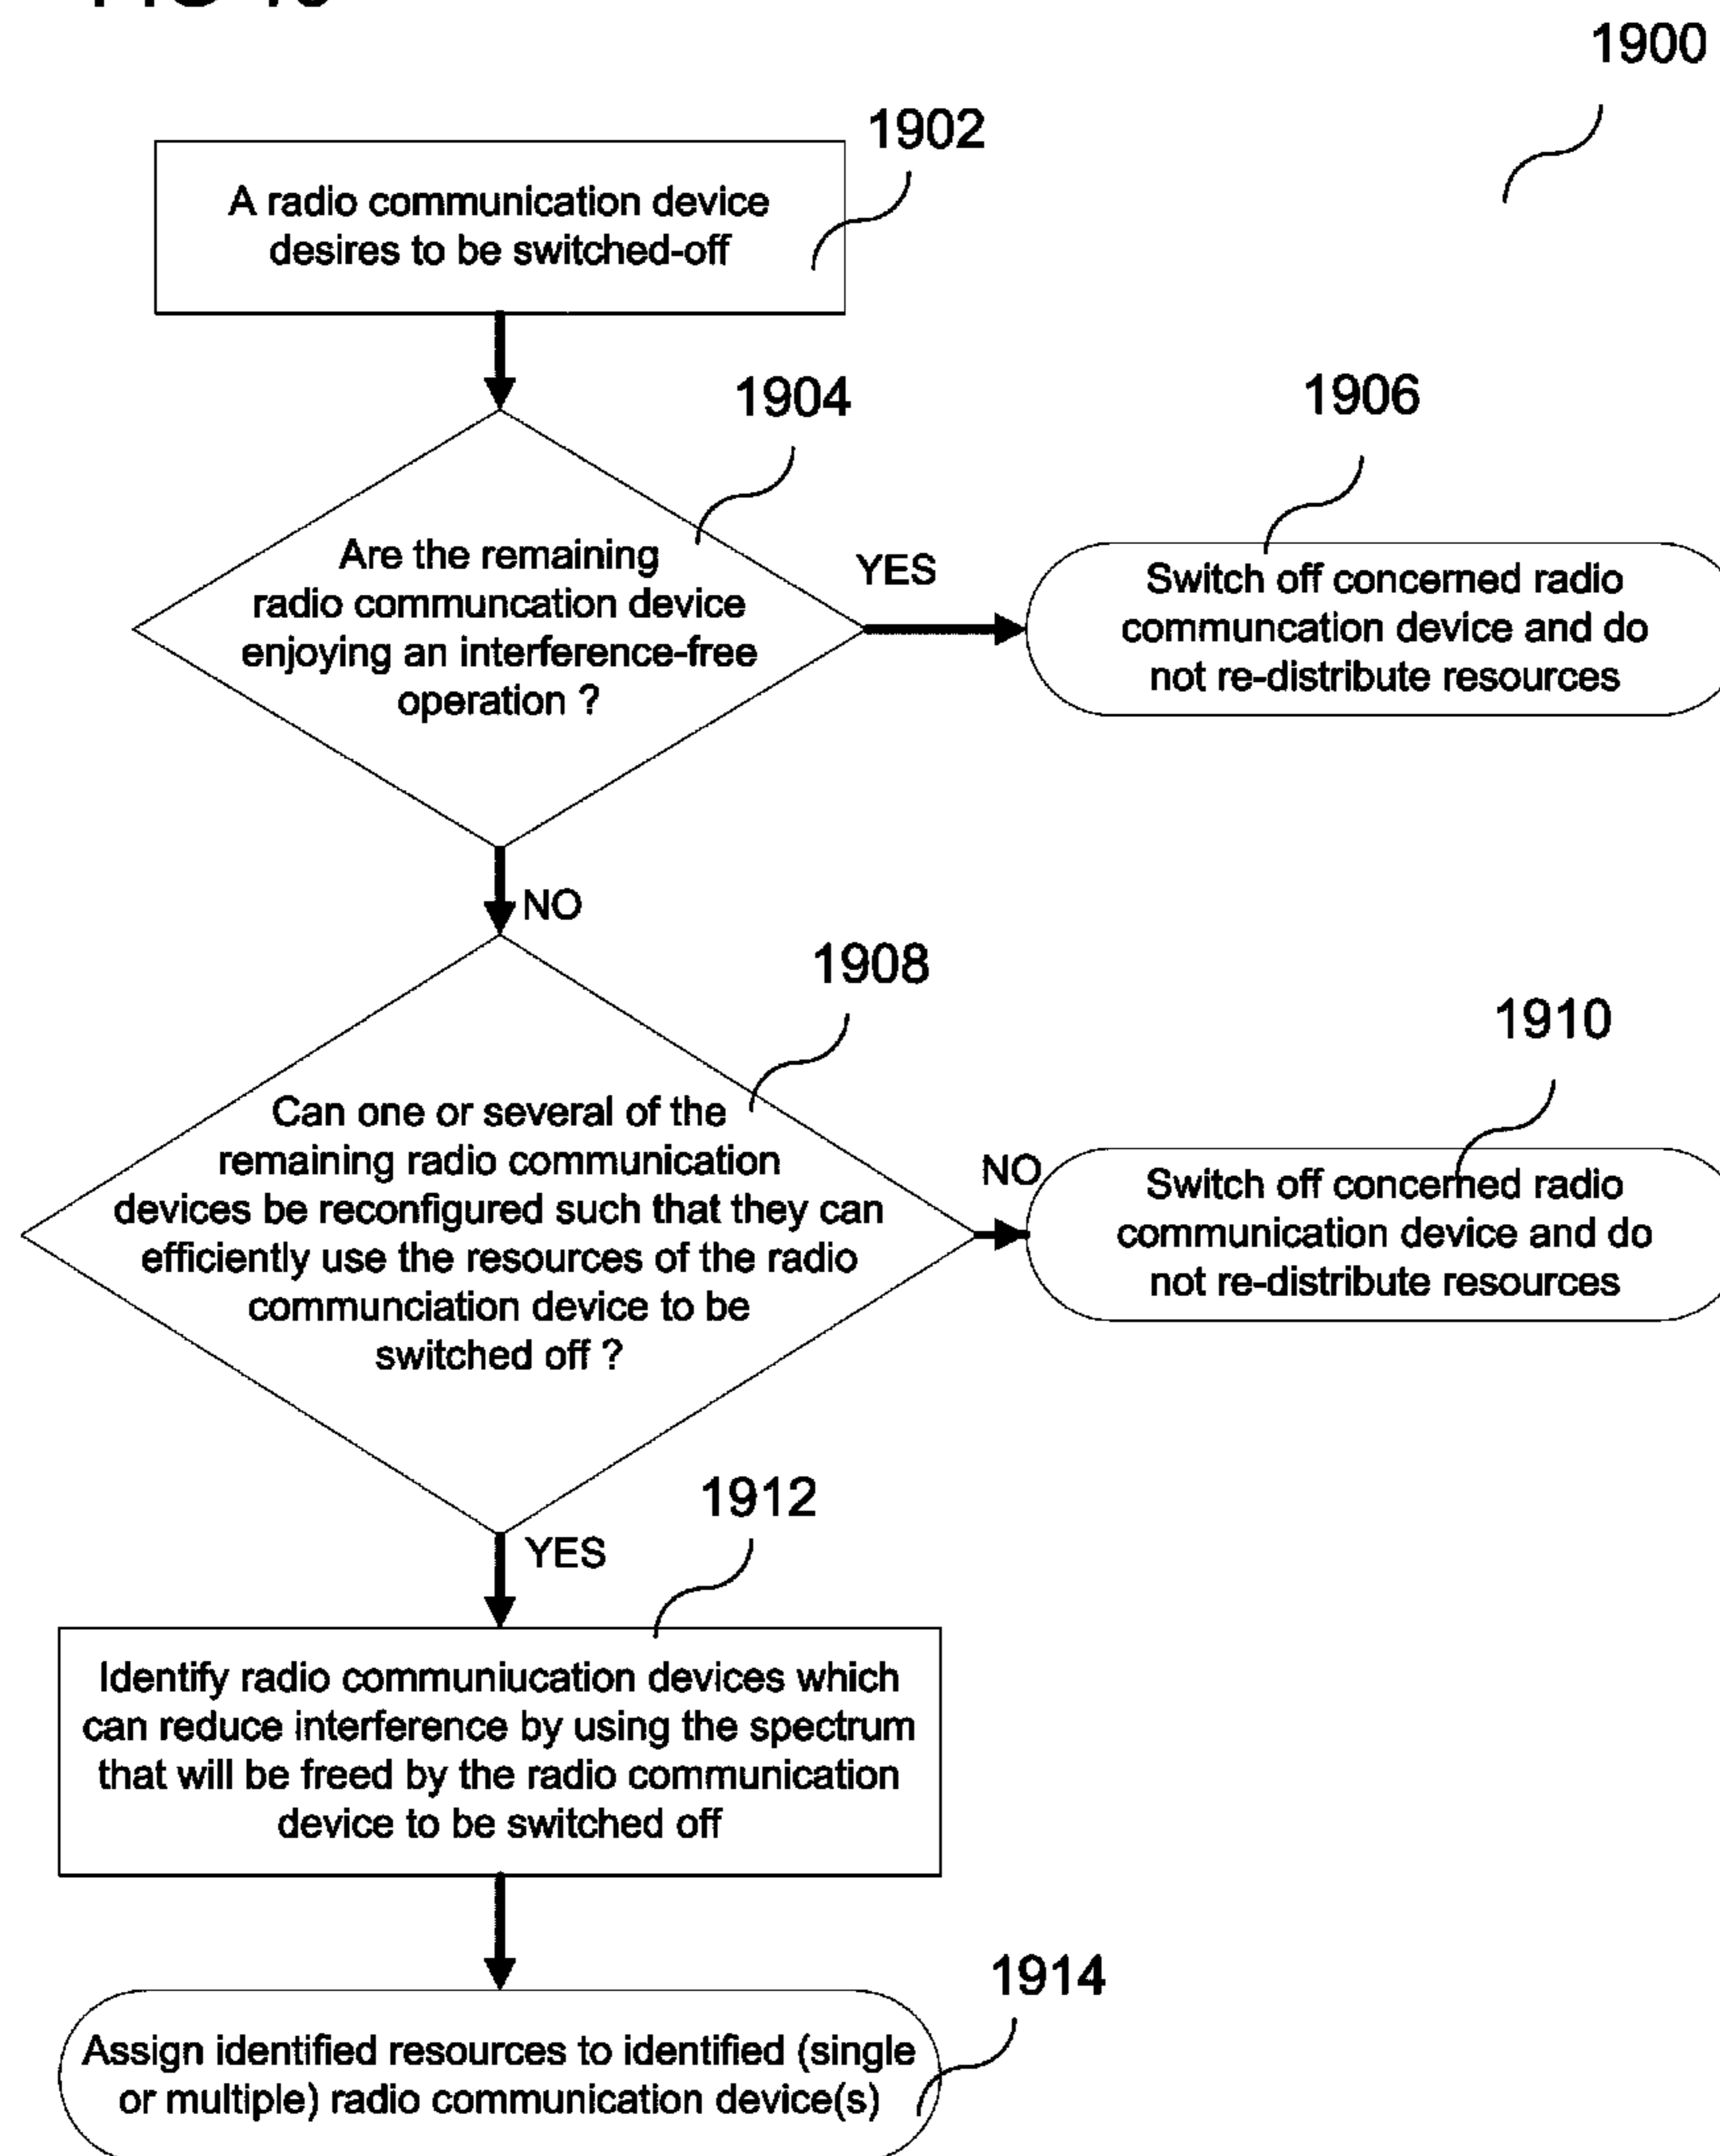 1900
1902
A radio communication device
desires to be switched-off
1904
Are the remaining
radio communcation device
enjoying an interference-free
operation ?
YES
1906
Switch off concerned radio
communcation device and do
not re-distribute resources
NO
1908
Can one or several of the
remaining radio communication
devices be reconfigured such that they can
efficiently use the resources of the radio
communciation device to be
switched off ?
NO
1910
Switch off concerned radio
communication device and do
not re-distribute resources
YES
1912
Identify radio communiucation devices which
can reduce interference by using the spectrum
that will be freed by the radio communication
device to be switched off
1914
Assign identified resources to identified (single
or multiple) radio communication device(s)